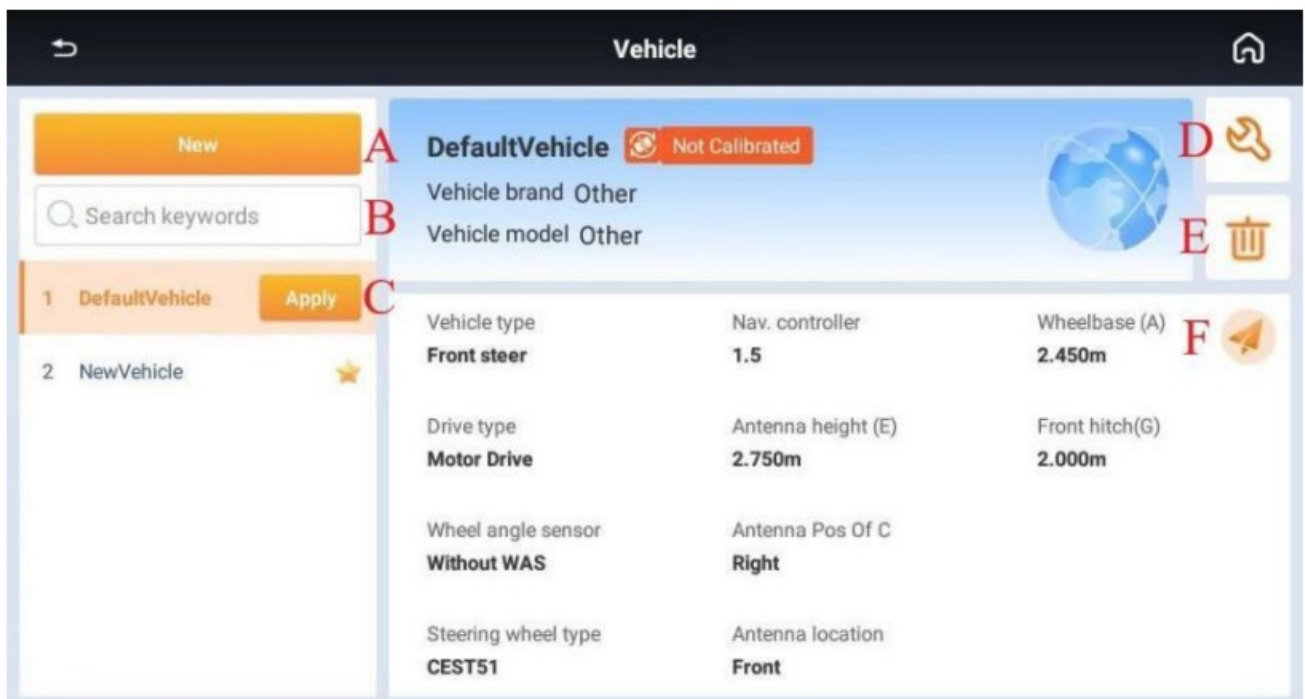 Vehicle
New
A
Search keywords
B
1 DefaultVehicle Apply
C
2 NewVehicle
DefaultVehicle Not Calibrated
Vehicle brand Other
Vehicle model Other
D
E
F
Vehicle type Nav. controller Wheelbase (A)
Front steer 1.5 2.450m
Drive type Antenna height (E) Front hitch(G)
Motor Drive 2.750m 2.000m
Wheel angle sensor Antenna Pos Of C
Without WAS Right
Steering wheel type Antenna location
CEST51 Front